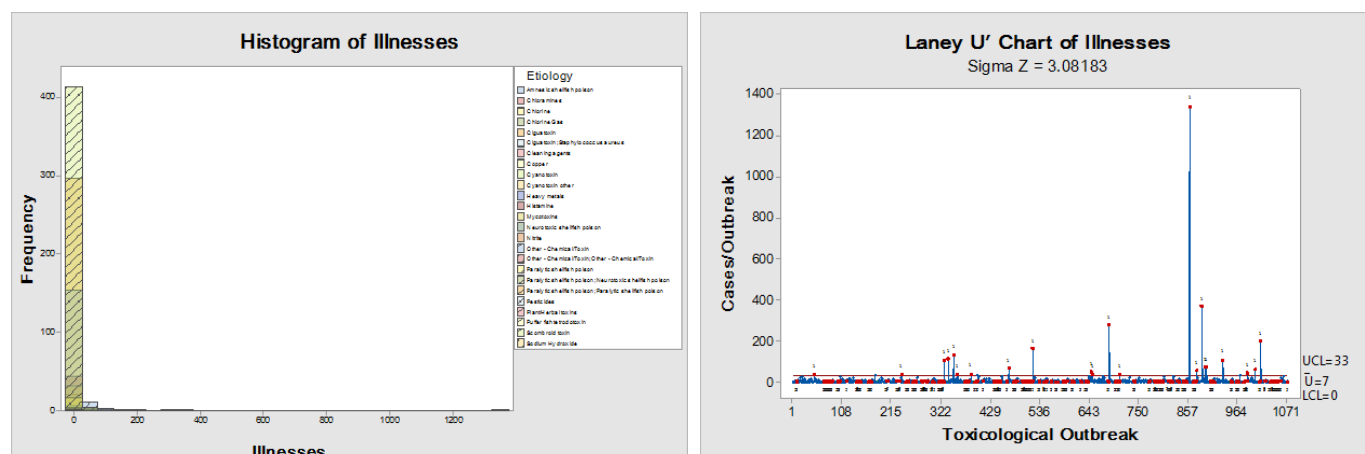 Histogram of Illnesses
Frequency
400
300
200
100
0
0
200
400
600
800
1000
1200
Illnesses
Etiology
Amnesic shellfish poison
Chloramines
Chlorine
Chlorine Gas
Ciguatoxin
Ciguatoxin; Staphylococcus aureus
Cleaning agents
Copper
Cyanotoxin
Cyanotoxin other
Heavy metals
Histamine
Mycotoxins
Neurotoxic shellfish poison
Nitrite
Other - Chemical Toxin
Other - Chemical Toxin; Other - Chemical Toxin
Paralytic shellfish poison
Paralytic shellfish poison; Neurotoxic shellfish poison
Paralytic shellfish poison; Paralytic shellfish poison
Pesticides
Plant/Herbal toxins
Puffer fish tetrodotoxin
Scombroid toxin
Sodium Hydroxide
Laney U' Chart of Illnesses
Sigma Z = 3.08183
Cases/Outbreak
1400
1200
1000
800
600
400
200
0
UCL=33
U̅=7
LCL=0
1
108
215
322
429
536
643
750
857
964
1071
Toxicological Outbreak